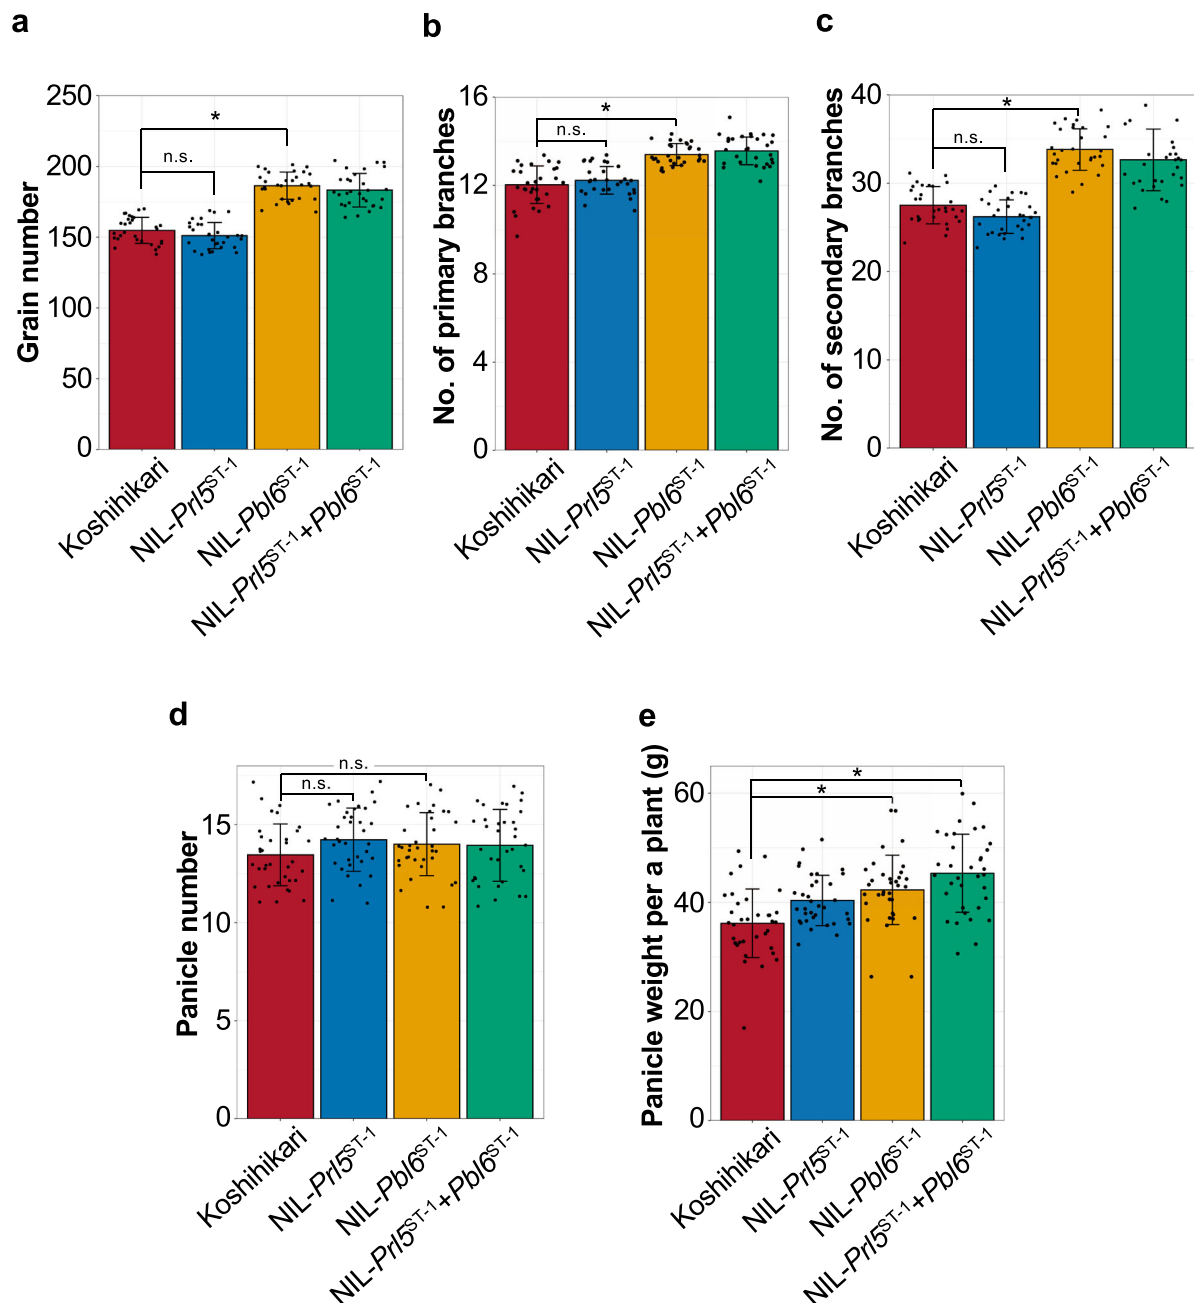 a
b
c
Grain number
250
200
150
100
50
0
*
n.s.
Koshihikari
NIL-Prl5ST-1
NIL-Pbl6ST-1
NIL-Prl5ST-1+Pbl6ST-1
No. of primary branches
16
12
8
4
0
*
n.s.
Koshihikari
NIL-Prl5ST-1
NIL-Pbl6ST-1
NIL-Prl5ST-1+Pbl6ST-1
No. of secondary branches
40
30
20
10
0
*
n.s.
Koshihikari
NIL-Prl5ST-1
NIL-Pbl6ST-1
NIL-Prl5ST-1+Pbl6ST-1
d
e
Panicle number
15
10
5
0
n.s.
n.s.
Koshihikari
NIL-Prl5ST-1
NIL-Pbl6ST-1
NIL-Prl5ST-1+Pbl6ST-1
Panicle weight per a plant (g)
60
40
20
0
*
*
Koshihikari
NIL-Prl5ST-1
NIL-Pbl6ST-1
NIL-Prl5ST-1+Pbl6ST-1